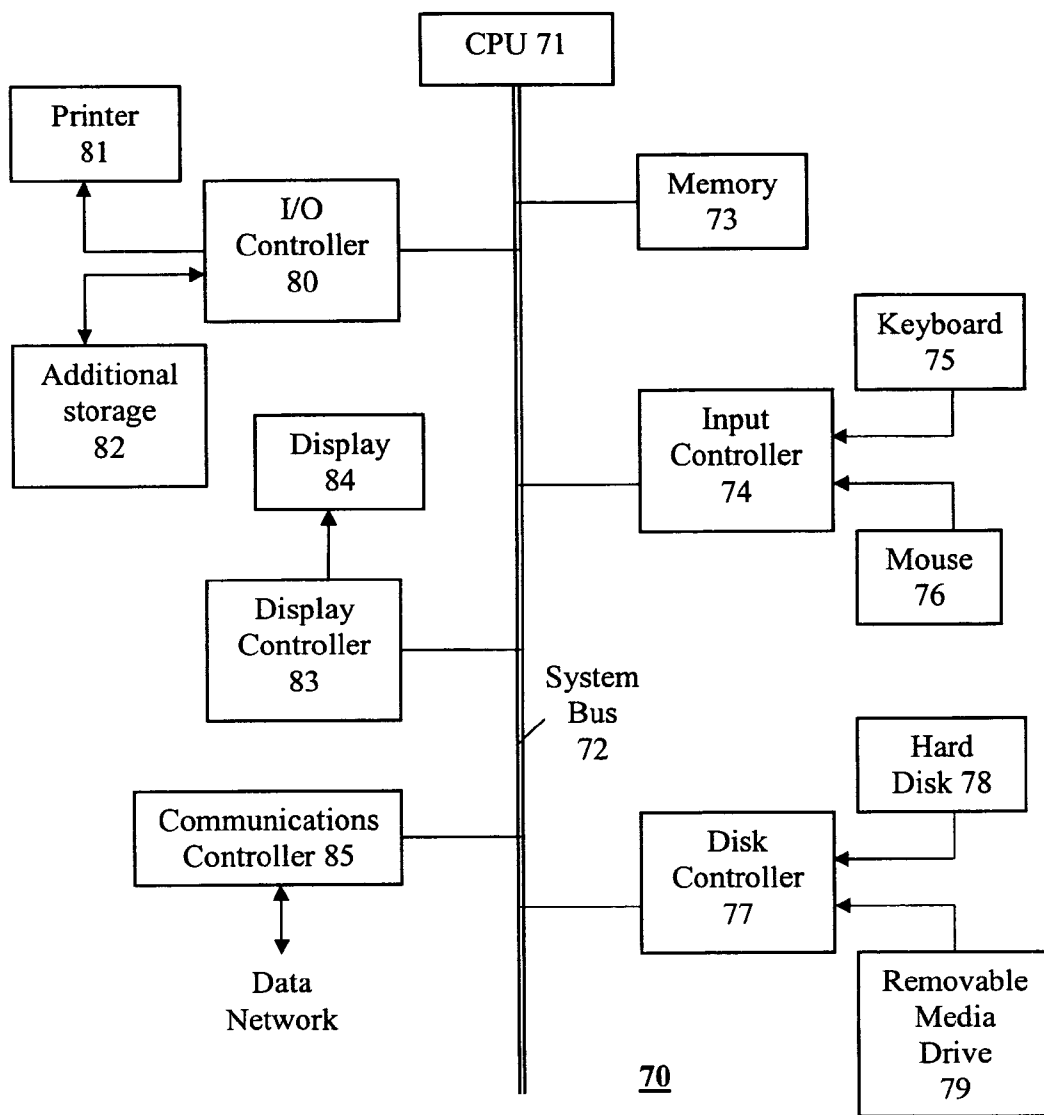 CPU 71
Printer
81
Memory
73
I/O
Controller
80
Keyboard
75
Additional
storage
82
Input
Controller
74
Display
84
Mouse
76
Display
Controller
83
System
Bus
72
Hard
Disk 78
Communications
Controller 85
Disk
Controller
77
Data
Network
Removable
Media
Drive
79
70